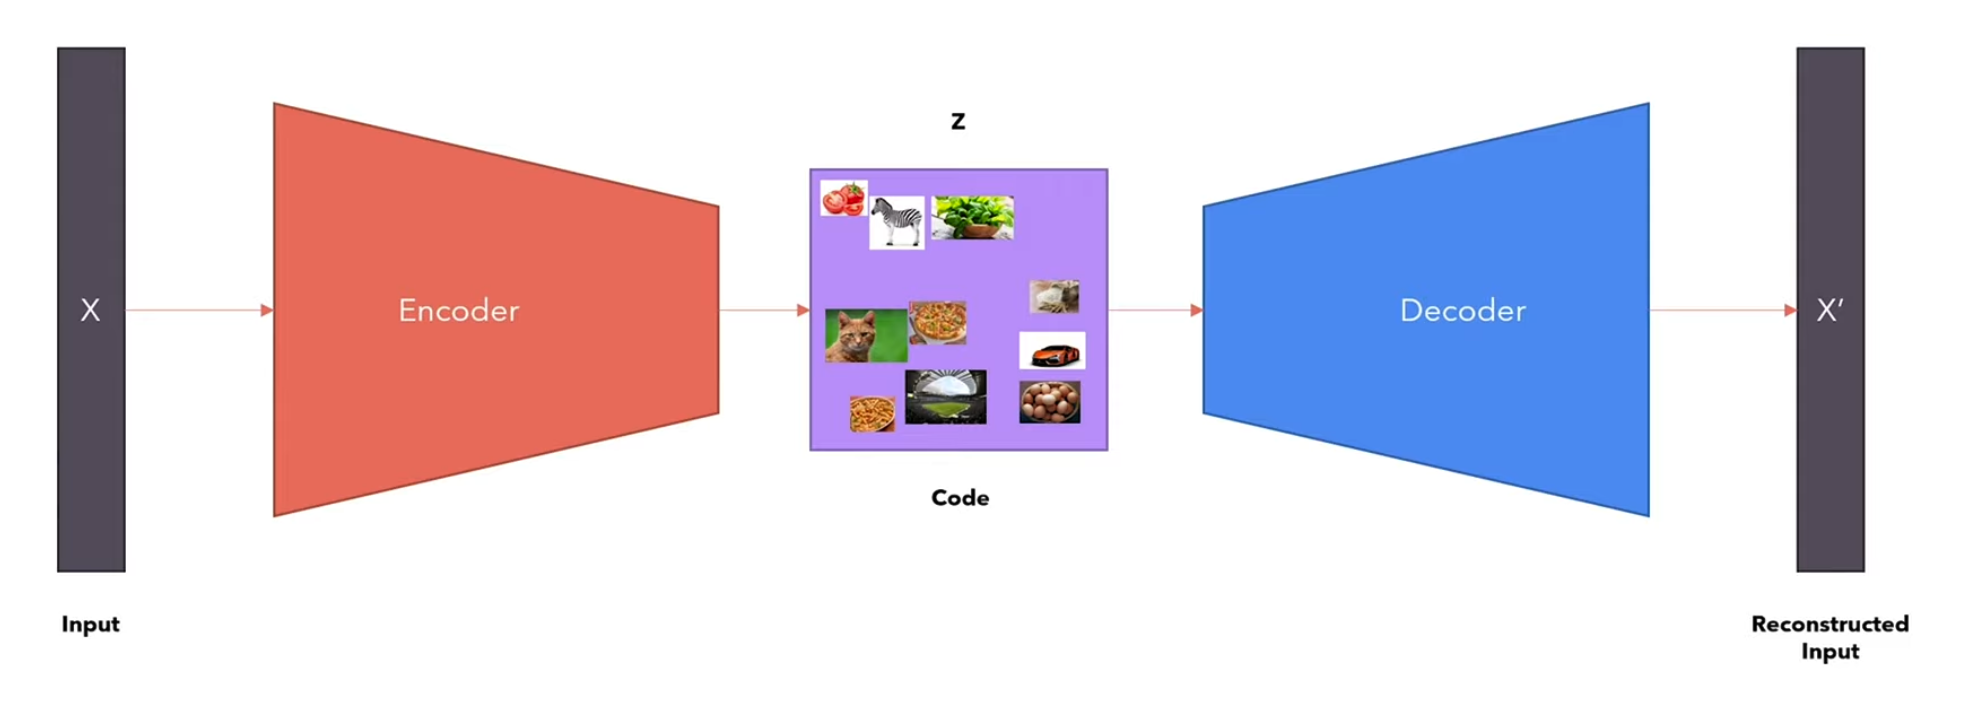 Z
X
Encoder
Decoder
X′
Code
Input
Reconstructed
Input